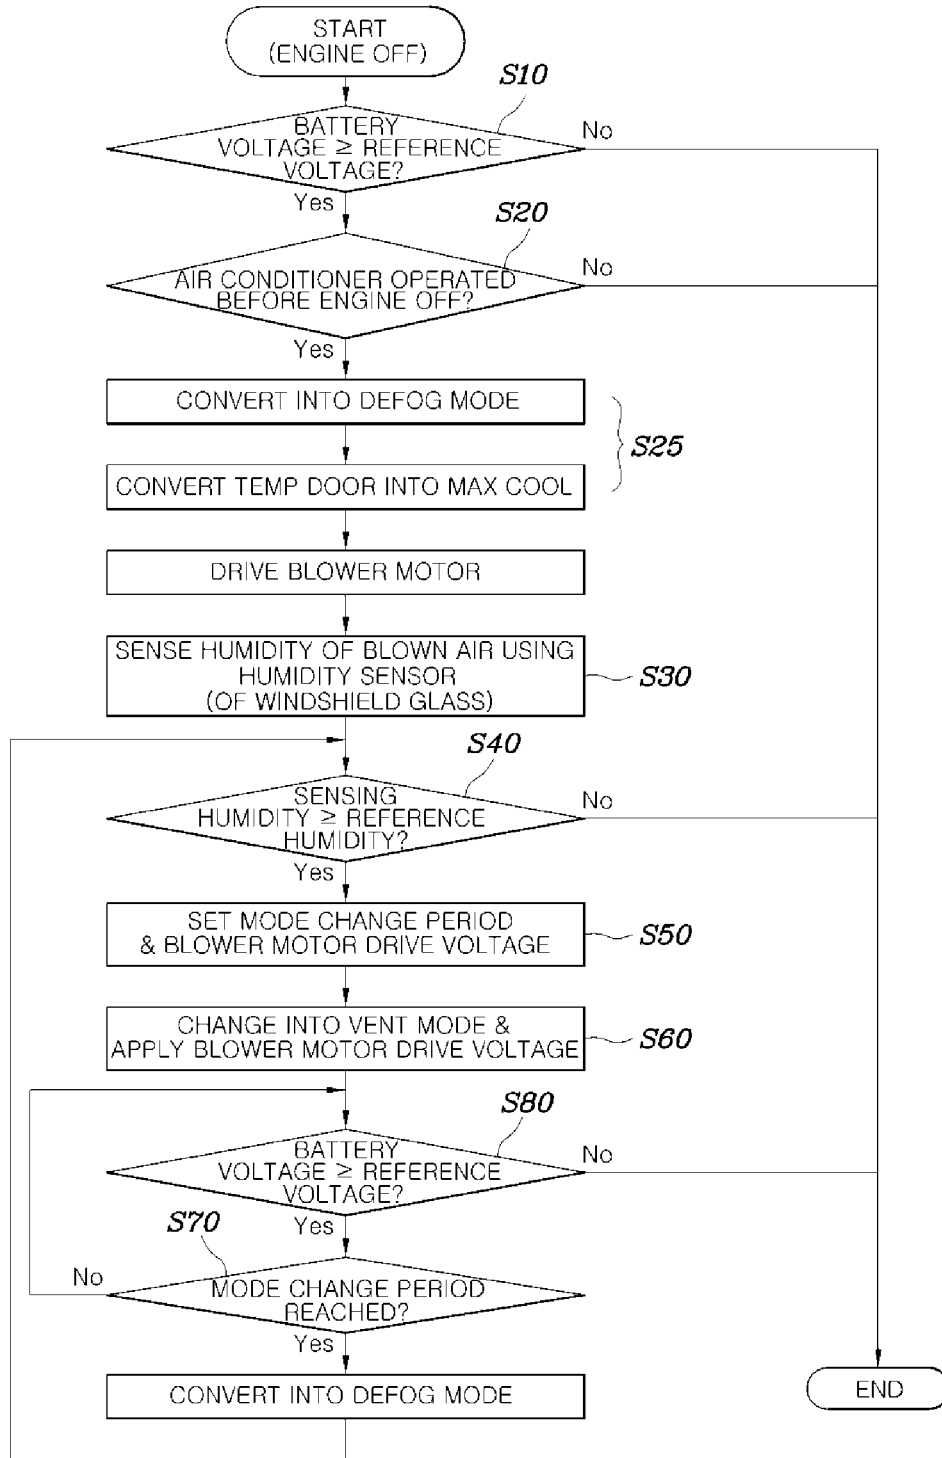 START
(ENGINE OFF)
S10
BATTERY
VOLTAGE ≥ REFERENCE
VOLTAGE?
No
Yes
S20
AIR CONDITIONER OPERATED
BEFORE ENGINE OFF?
No
Yes
CONVERT INTO DEFOG MODE
S25
CONVERT TEMP DOOR INTO MAX COOL
DRIVE BLOWER MOTOR
SENSE HUMIDITY OF BLOWN AIR USING
HUMIDITY SENSOR
(OF WINDSHIELD GLASS)
S30
S40
SENSING
HUMIDITY ≥ REFERENCE
HUMIDITY?
No
Yes
SET MODE CHANGE PERIOD
& BLOWER MOTOR DRIVE VOLTAGE
S50
CHANGE INTO VENT MODE &
APPLY BLOWER MOTOR DRIVE VOLTAGE
S60
S80
BATTERY
VOLTAGE ≥ REFERENCE
VOLTAGE?
No
Yes
S70
No
MODE CHANGE PERIOD
REACHED?
Yes
CONVERT INTO DEFOG MODE
END